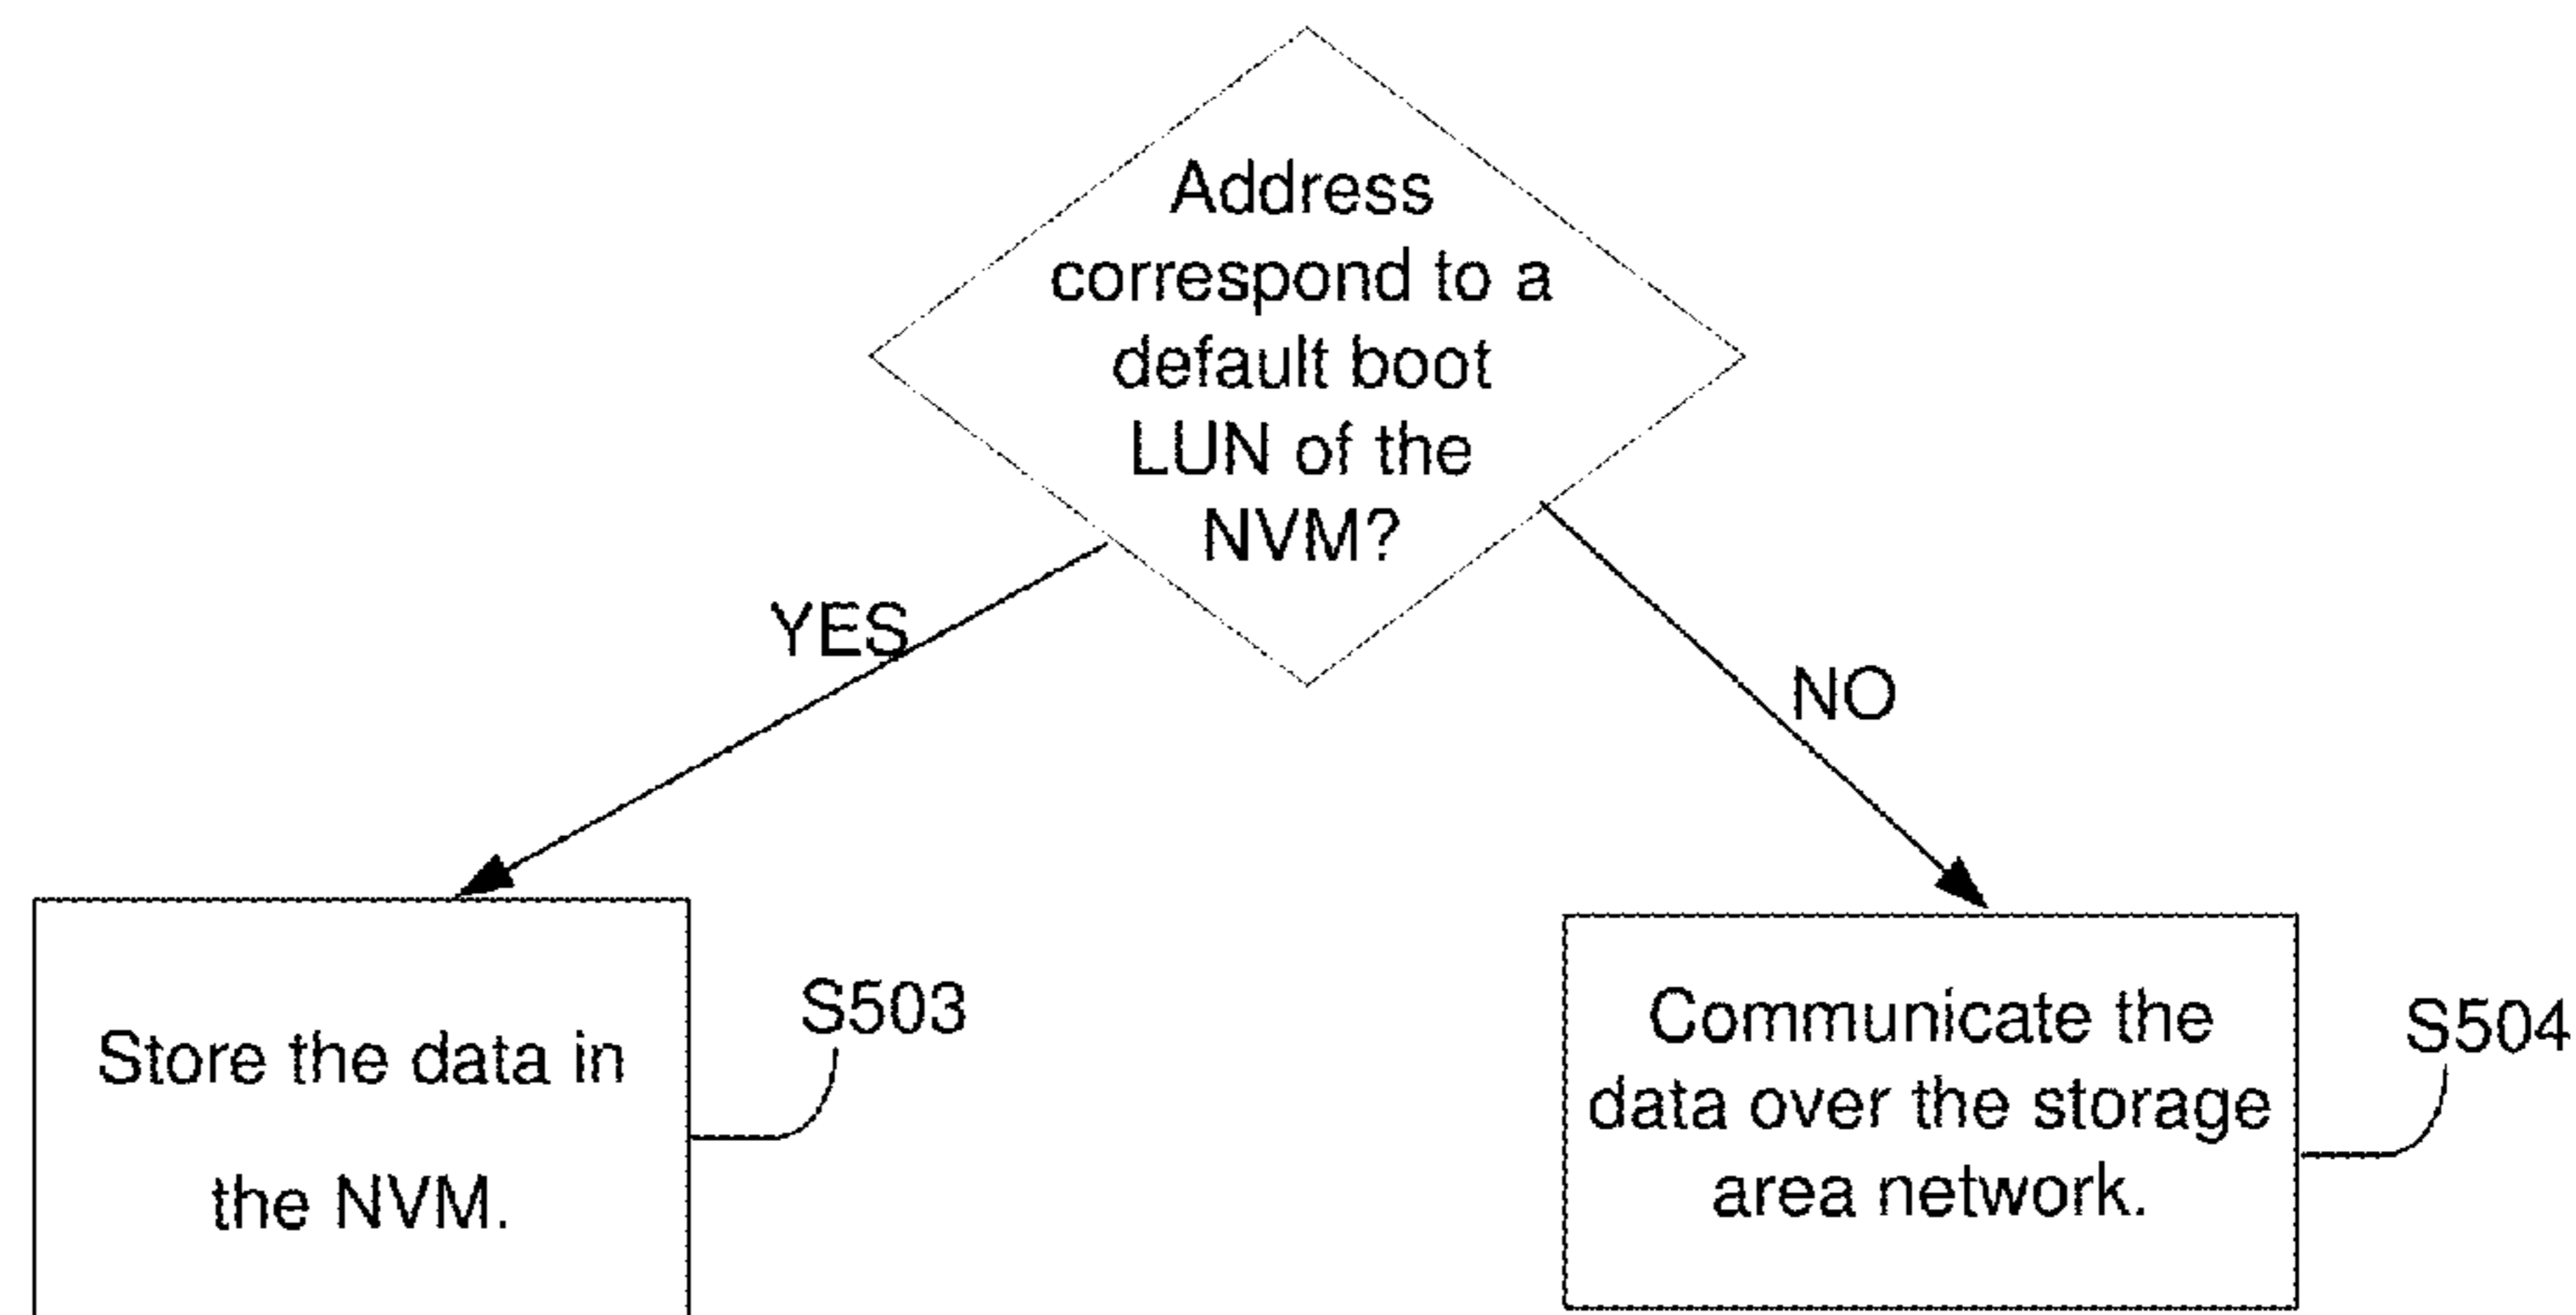 Address
correspond to a
default boot
LUN of the
NVM?
YES
NO
Store the data in
the NVM.
S503
Communicate the
data over the storage
area network.
S504